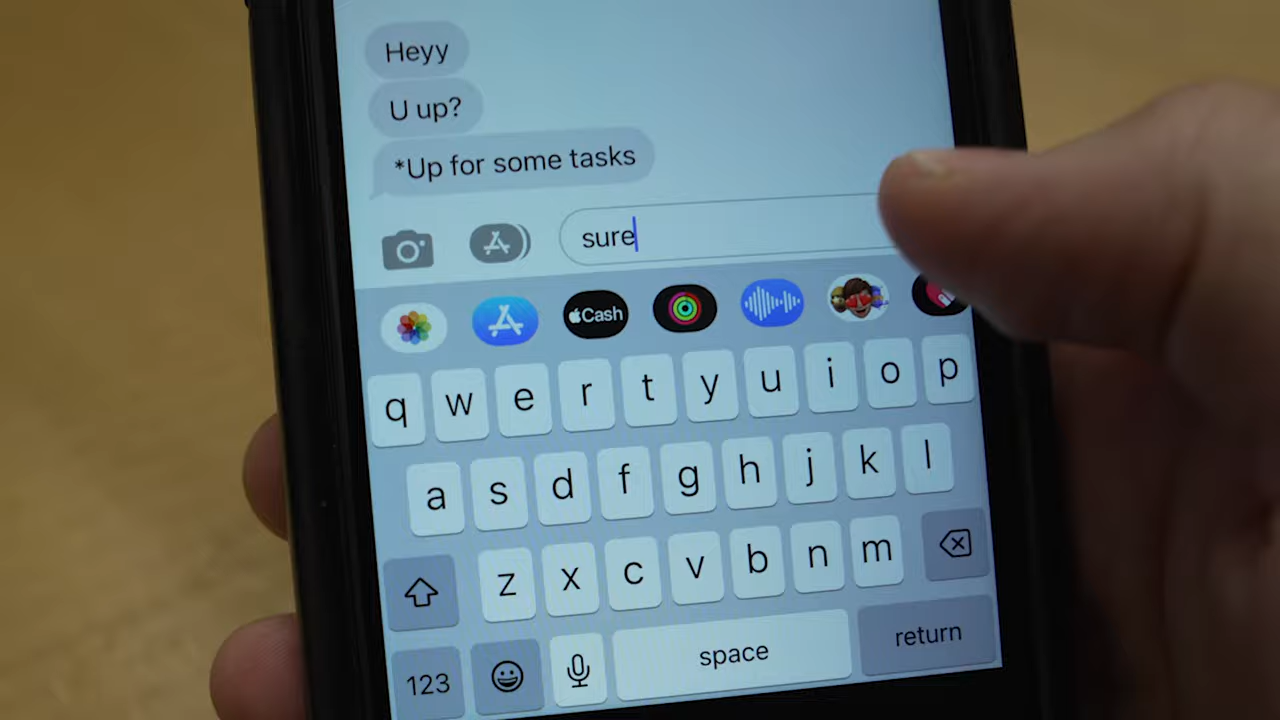 Heyy
U up?
*Up for some tasks
sure
Cash
q w e r t y u i o p
a s d f g h j k l
z x c v b n m
123 space return